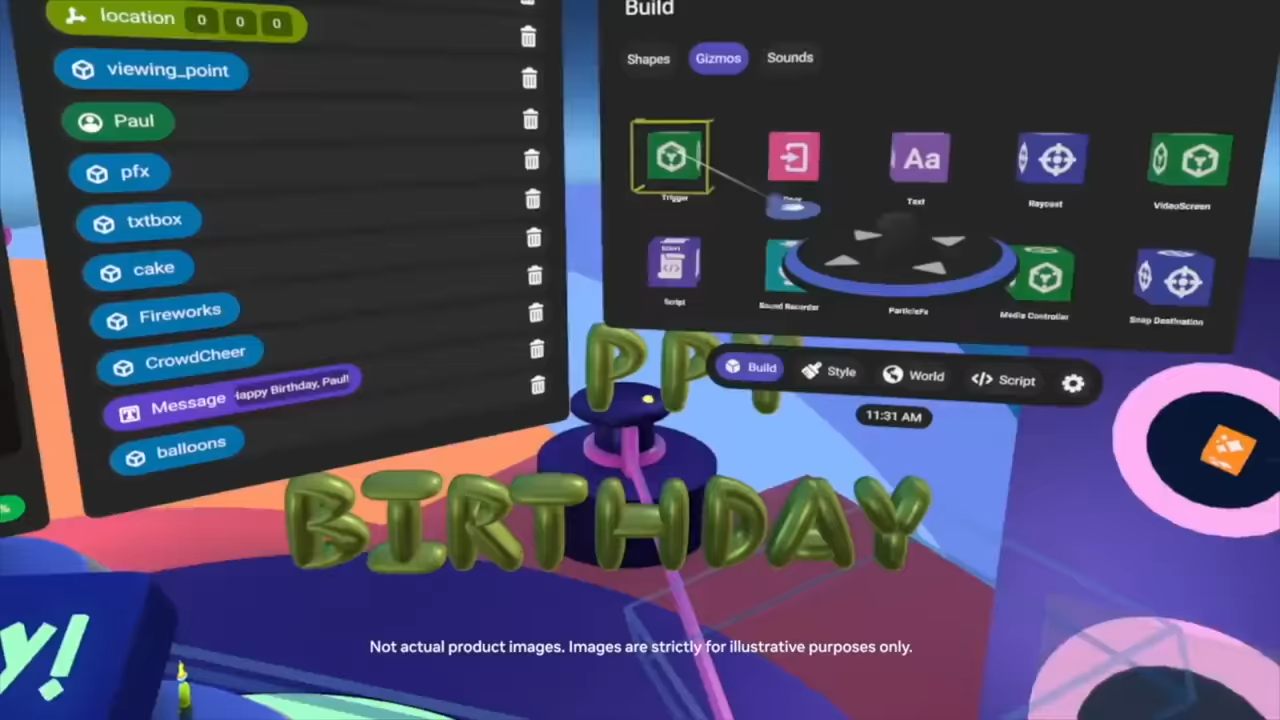 location 0 0 0
viewing_point
Paul
pfx
txtbox
cake
Fireworks
CrowdCheer
Message Happy Birthday, Paul!
balloons
Build
Shapes Gizmos Sounds
Trigger Text Raycast VideoScreen
Script Sound Recorder ParticleFx Media Controller Snap Destination
Build Style World </> Script
11:31 AM
PPY
BIRTHDAY
y!
%
Not actual product images. Images are strictly for illustrative purposes only.